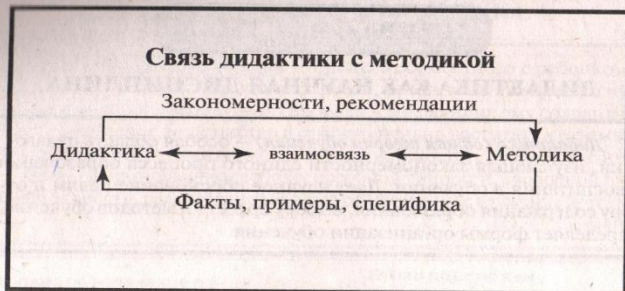 Связь дидактики с методикой
Закономерности, рекомендации
Дидактика взаимосвязь Методика
Факты, примеры, специфика